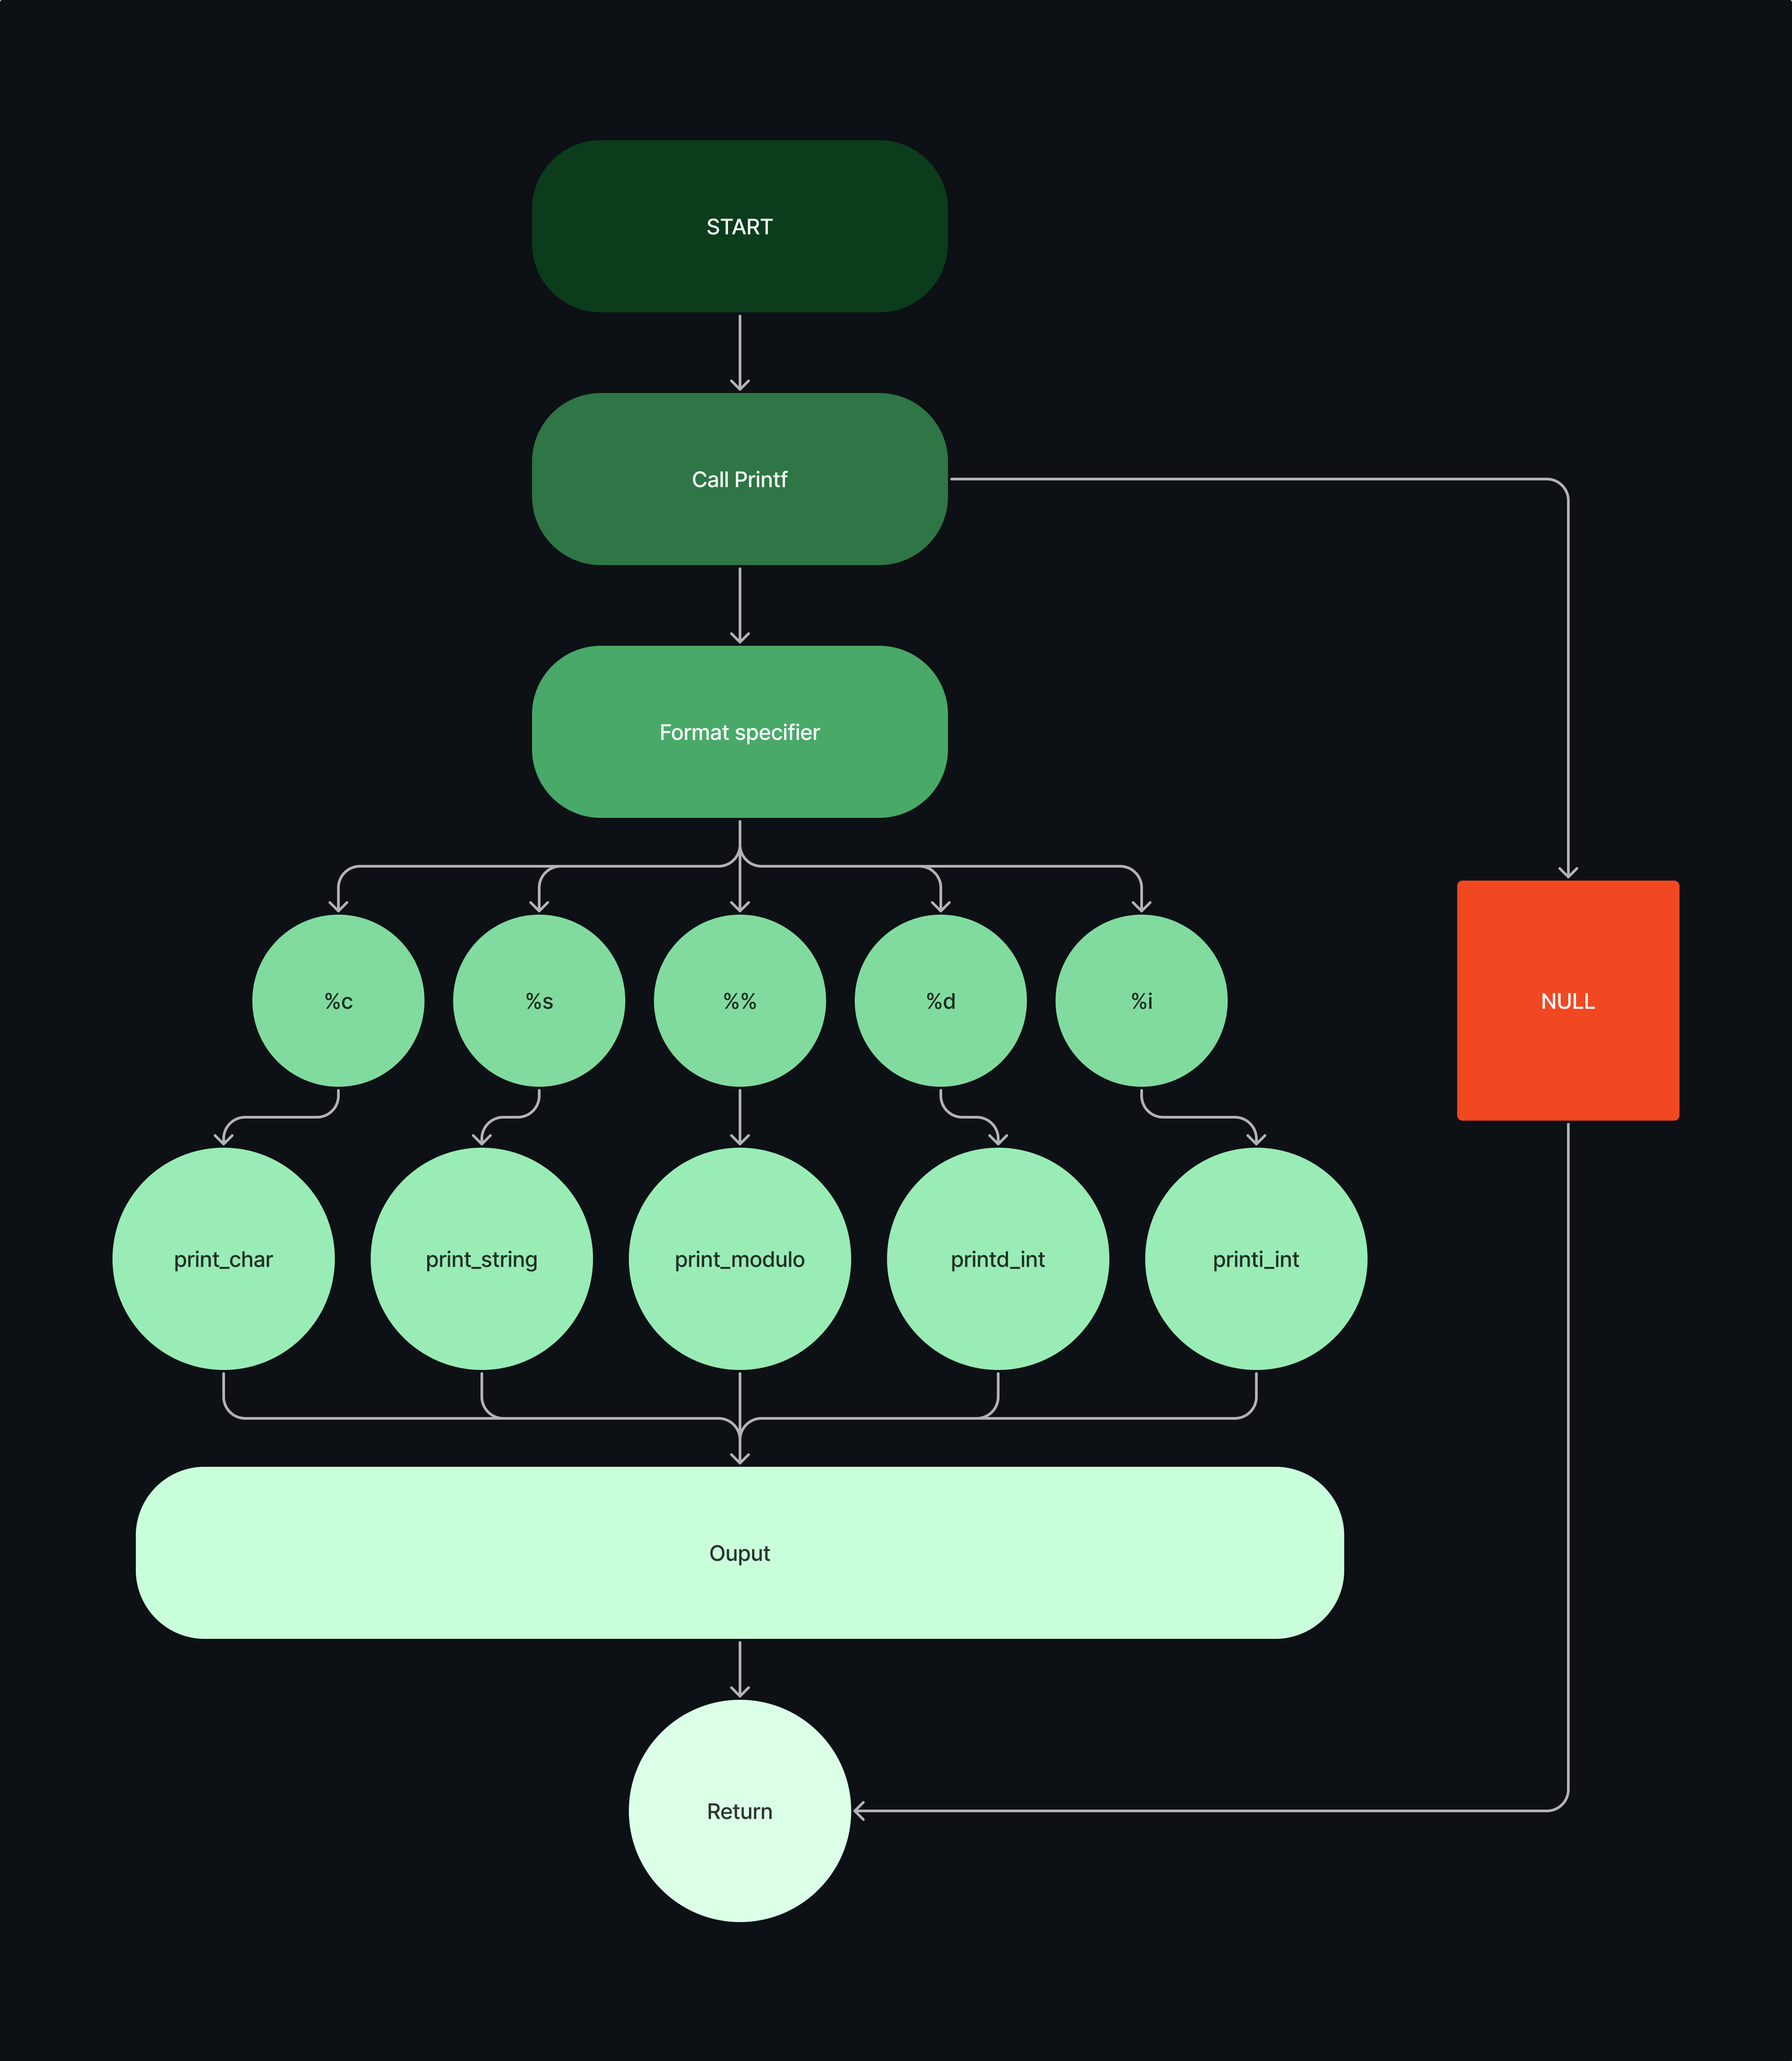 START
Call Printf
Format specifier
%c
%s
%%
%d
%i
NULL
print_char
print_string
print_modulo
printd_int
printi_int
Ouput
Return